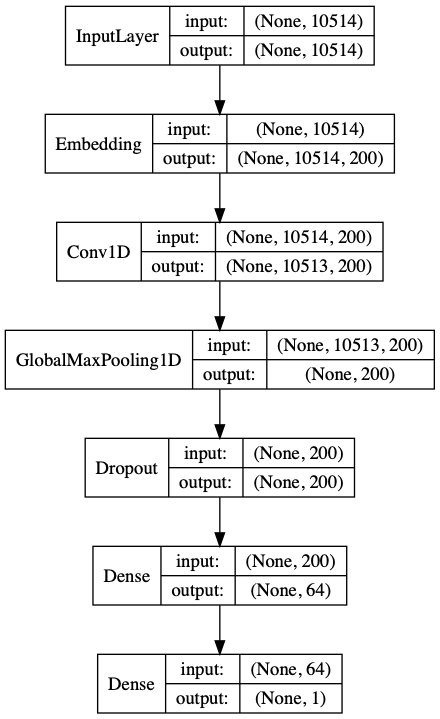 InputLayer
input: (None, 10514)
output: (None, 10514)
Embedding
input: (None, 10514)
output: (None, 10514, 200)
Conv1D
input: (None, 10514, 200)
output: (None, 10513, 200)
GlobalMaxPooling1D
input: (None, 10513, 200)
output: (None, 200)
Dropout
input: (None, 200)
output: (None, 200)
Dense
input: (None, 200)
output: (None, 64)
Dense
input: (None, 64)
output: (None, 1)